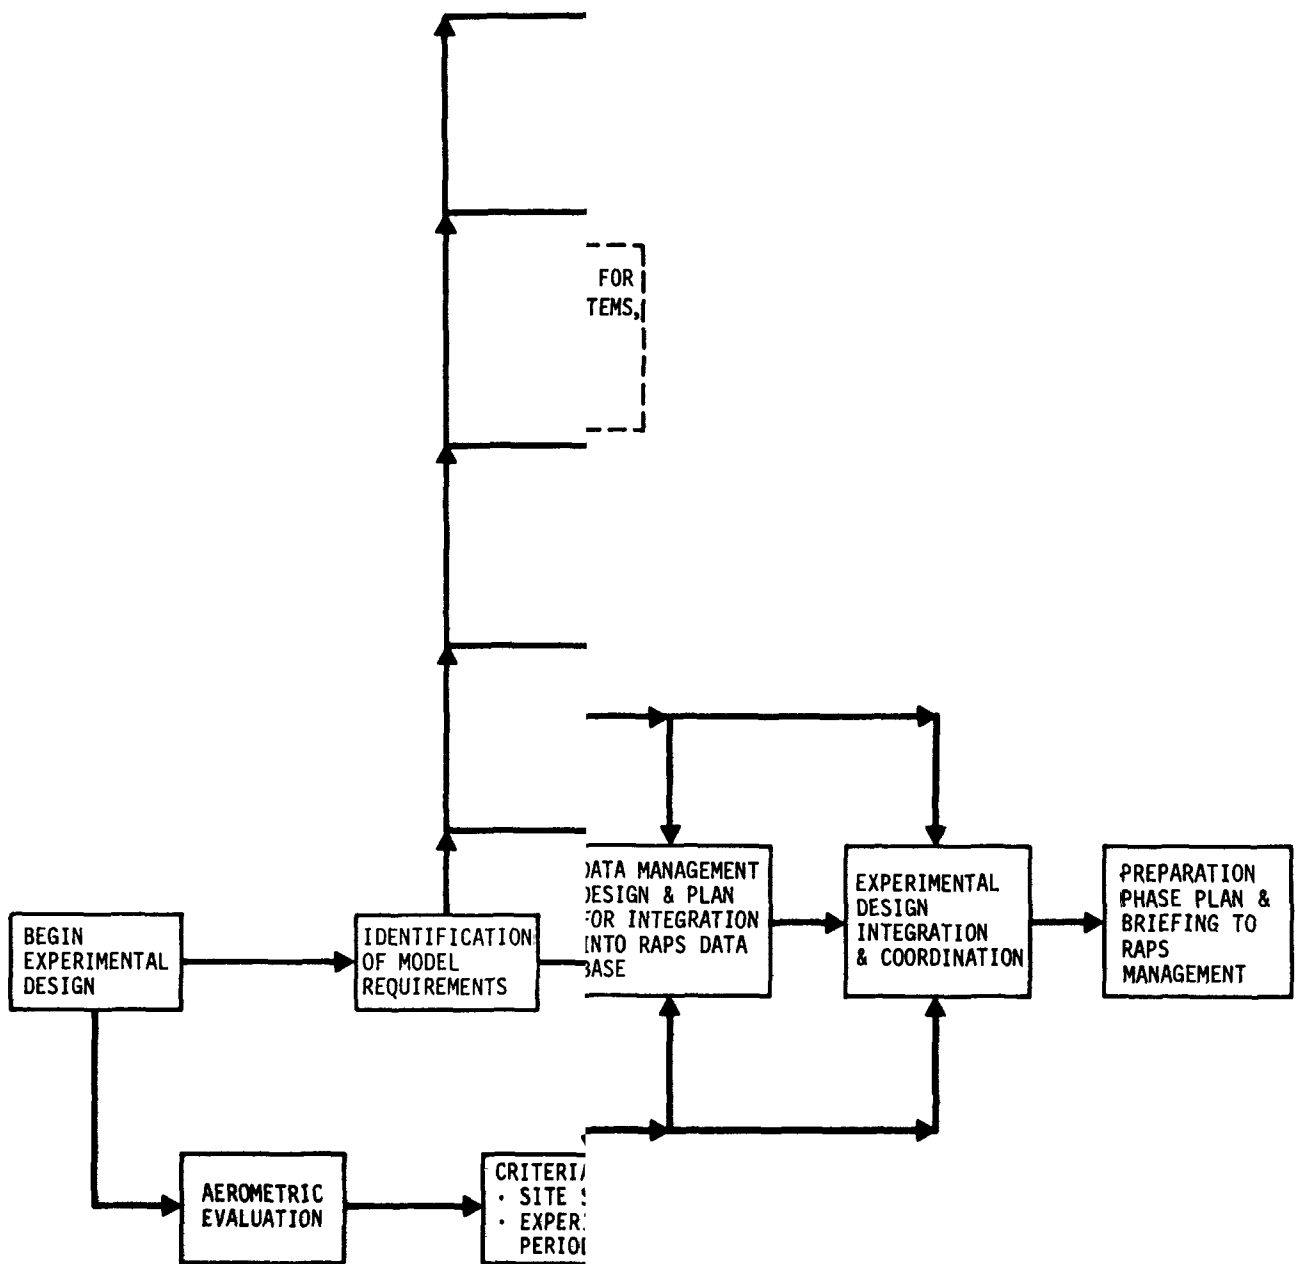 FOR
TEMS,
DATA MANAGEMENT
DESIGN & PLAN
FOR INTEGRATION
INTO RAPS DATA
BASE
EXPERIMENTAL
DESIGN
INTEGRATION
& COORDINATION
PREPARATION
PHASE PLAN &
BRIEFING TO
RAPS
MANAGEMENT
BEGIN
EXPERIMENTAL
DESIGN
IDENTIFICATION
OF MODEL
REQUIREMENTS
AEROMETRIC
EVALUATION
CRITERIA
· SITE S
· EXPERI
PERIOD